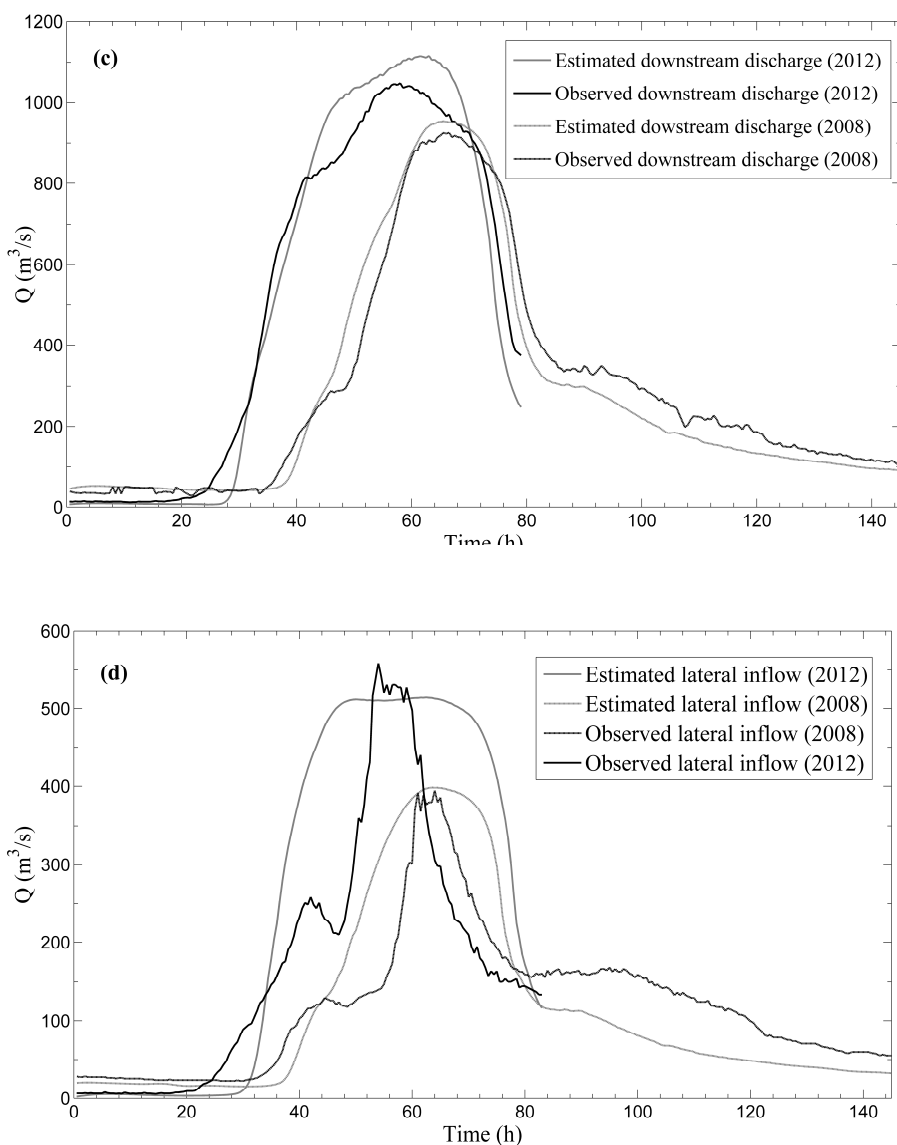 1200
(c)
Estimated downstream discharge (2012)
Observed downstream discharge (2012)
Estimated dowstream discharge (2008)
Observed downstream discharge (2008)
1000
800
600
400
200
0
Q (m³/s)
0 20 40 60 80 100 120 140
Time (h)
600
(d)
Estimated lateral inflow (2012)
Estimated lateral inflow (2008)
Observed lateral inflow (2008)
Observed lateral inflow (2012)
500
400
300
200
100
0
Q (m³/s)
0 20 40 60 80 100 120 140
Time (h)